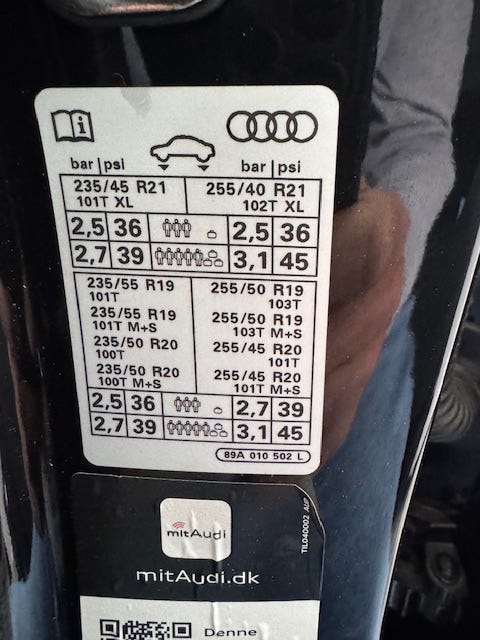 i
bar psi bar psi
235/45 R21 255/40 R21
101T XL 102T XL
2,5 36 2,5 36
2,7 39 3,1 45
235/55 R19 255/50 R19
101T 103T
235/55 R19 255/50 R19
101T M+S 103T M+S
235/50 R20 255/45 R20
100T 101T
235/50 R20 255/45 R20
100T M+S 101T M+S
2,5 36 2,7 39
2,7 39 3,1 45
89A 010 502 L
mitAudi
TIL040002
mitAudi.dk
Denne